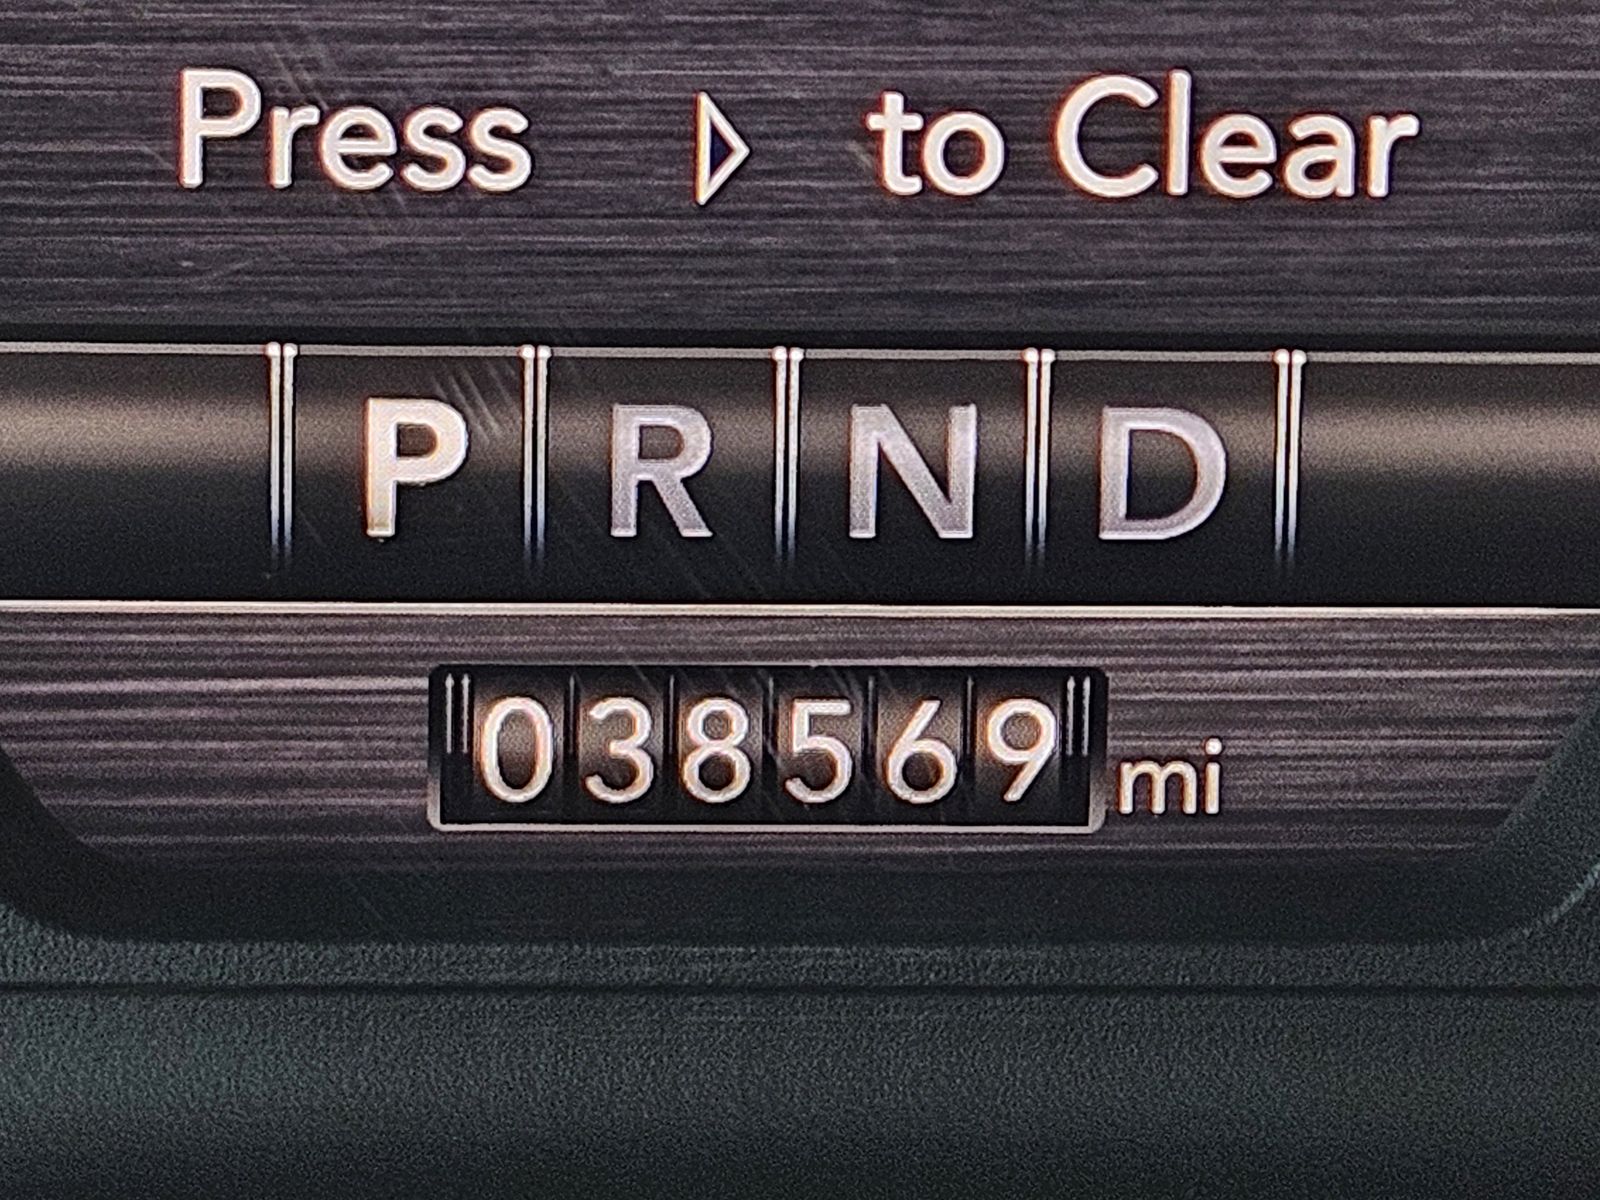 Press ▷ to Clear
P R N D
038569 mi